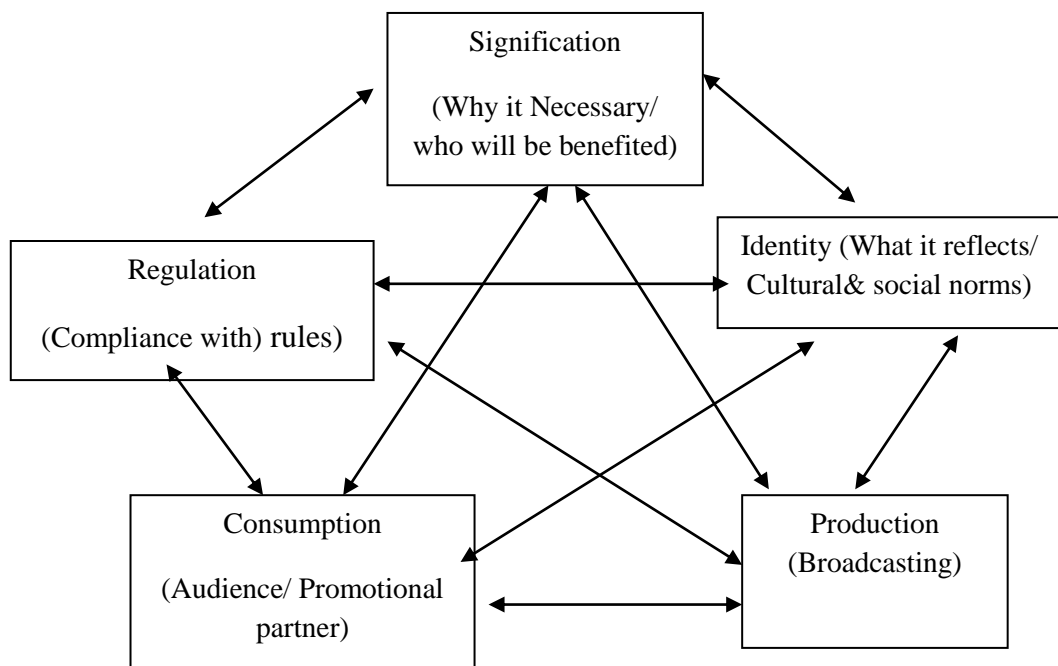 Signification
(Why it Necessary/
who will be benefited)
Regulation
(Compliance with) rules)
Identity (What it reflects/
Cultural& social norms)
Consumption
(Audience/ Promotional
partner)
Production
(Broadcasting)